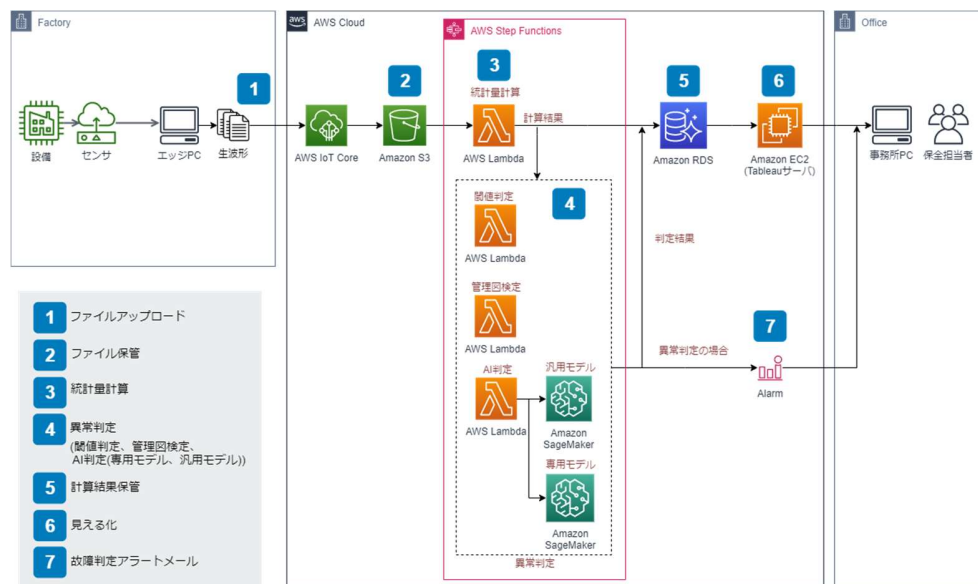 Factory
aws
AWS Cloud
AWS Step Functions
Office
1
2
3
5
6
統計量計算
計算結果
設備
センサ
エッジPC
生波形
AWS IoT Core
Amazon S3
AWS Lambda
Amazon RDS
Amazon EC2
(Tableauサーバ)
事務所PC
保全担当者
4
閾値判定
AWS Lambda
判定結果
管理図検定
AWS Lambda
7
異常判定の場合
Alarm
AI判定
汎用モデル
AWS Lambda
Amazon
SageMaker
専用モデル
Amazon
SageMaker
異常判定
1 ファイルアップロード
2 ファイル保管
3 統計量計算
4 異常判定
(閾値判定、管理図検定、
AI判定(専用モデル、汎用モデル))
5 計算結果保管
6 見える化
7 故障判定アラートメール